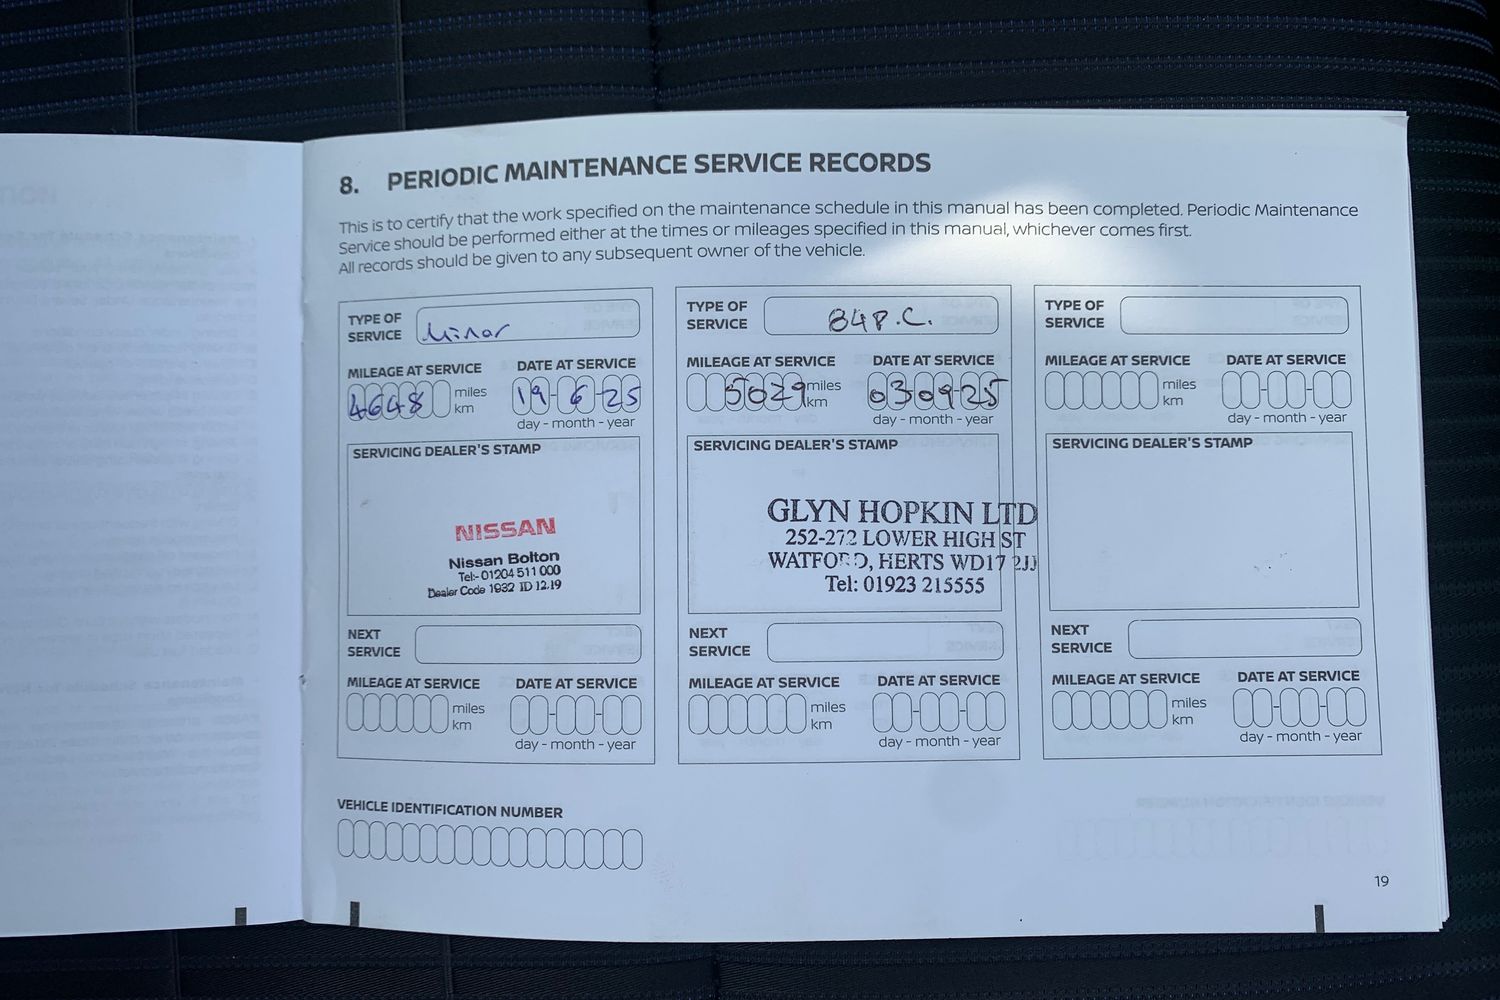 8. PERIODIC MAINTENANCE SERVICE RECORDS
This is to certify that the work specified on the maintenance schedule in this manual has been completed. Periodic Maintenance
Service should be performed either at the times or mileages specified in this manual, whichever comes first.
All records should be given to any subsequent owner of the vehicle.
TYPE OF
SERVICE
Minor
MILEAGE AT SERVICE
4648 miles
km
DATE AT SERVICE
19-6-25
day - month - year
SERVICING DEALER'S STAMP
NISSAN
Nissan Bolton
Tel:- 01204 511 000
Dealer Code 1932 ID 12.19
NEXT
SERVICE
MILEAGE AT SERVICE
miles
km
DATE AT SERVICE
day - month - year
TYPE OF
SERVICE
MILEAGE AT SERVICE
5029 miles
km
DATE AT SERVICE
03-09-25
day - month - year
SERVICING DEALER'S STAMP
GLYN HOPKIN LTD
252-272 LOWER HIGH ST
WATFORD, HERTS WD17 2JJ
Tel: 01923 215555
NEXT
SERVICE
MILEAGE AT SERVICE
miles
km
DATE AT SERVICE
day - month - year
TYPE OF
SERVICE
MILEAGE AT SERVICE
miles
km
DATE AT SERVICE
day - month - year
SERVICING DEALER'S STAMP
NEXT
SERVICE
MILEAGE AT SERVICE
miles
km
DATE AT SERVICE
day - month - year
VEHICLE IDENTIFICATION NUMBER
19